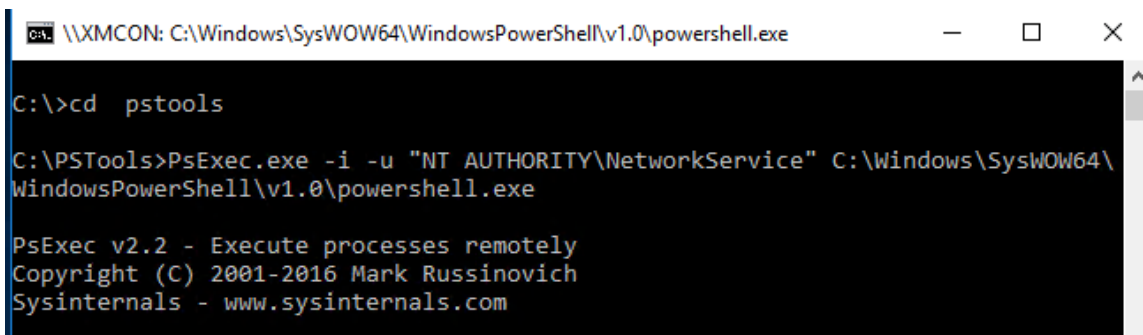 \\XMCON: C:\Windows\SysWOW64\WindowsPowerShell\v1.0\powershell.exe
C:\>cd  pstools
C:\PSTools>PsExec.exe -i -u "NT AUTHORITY\NetworkService" C:\Windows\SysWOW64\
WindowsPowerShell\v1.0\powershell.exe
PsExec v2.2 - Execute processes remotely
Copyright (C) 2001-2016 Mark Russinovich
Sysinternals - www.sysinternals.com